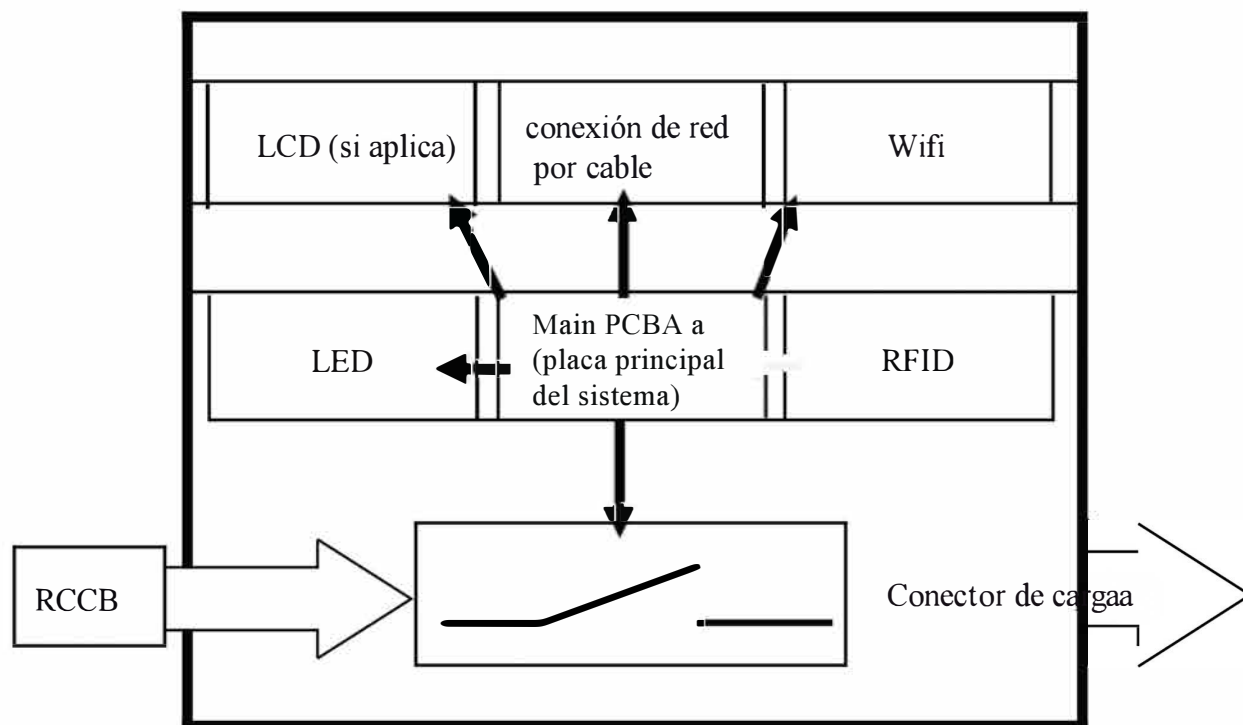 LCD (si aplica)
conexión de red
por cable
Wifi
LED
Main PCBA a
(placa principal
del sistema)
RFID
RCCB
Conector de cargaa